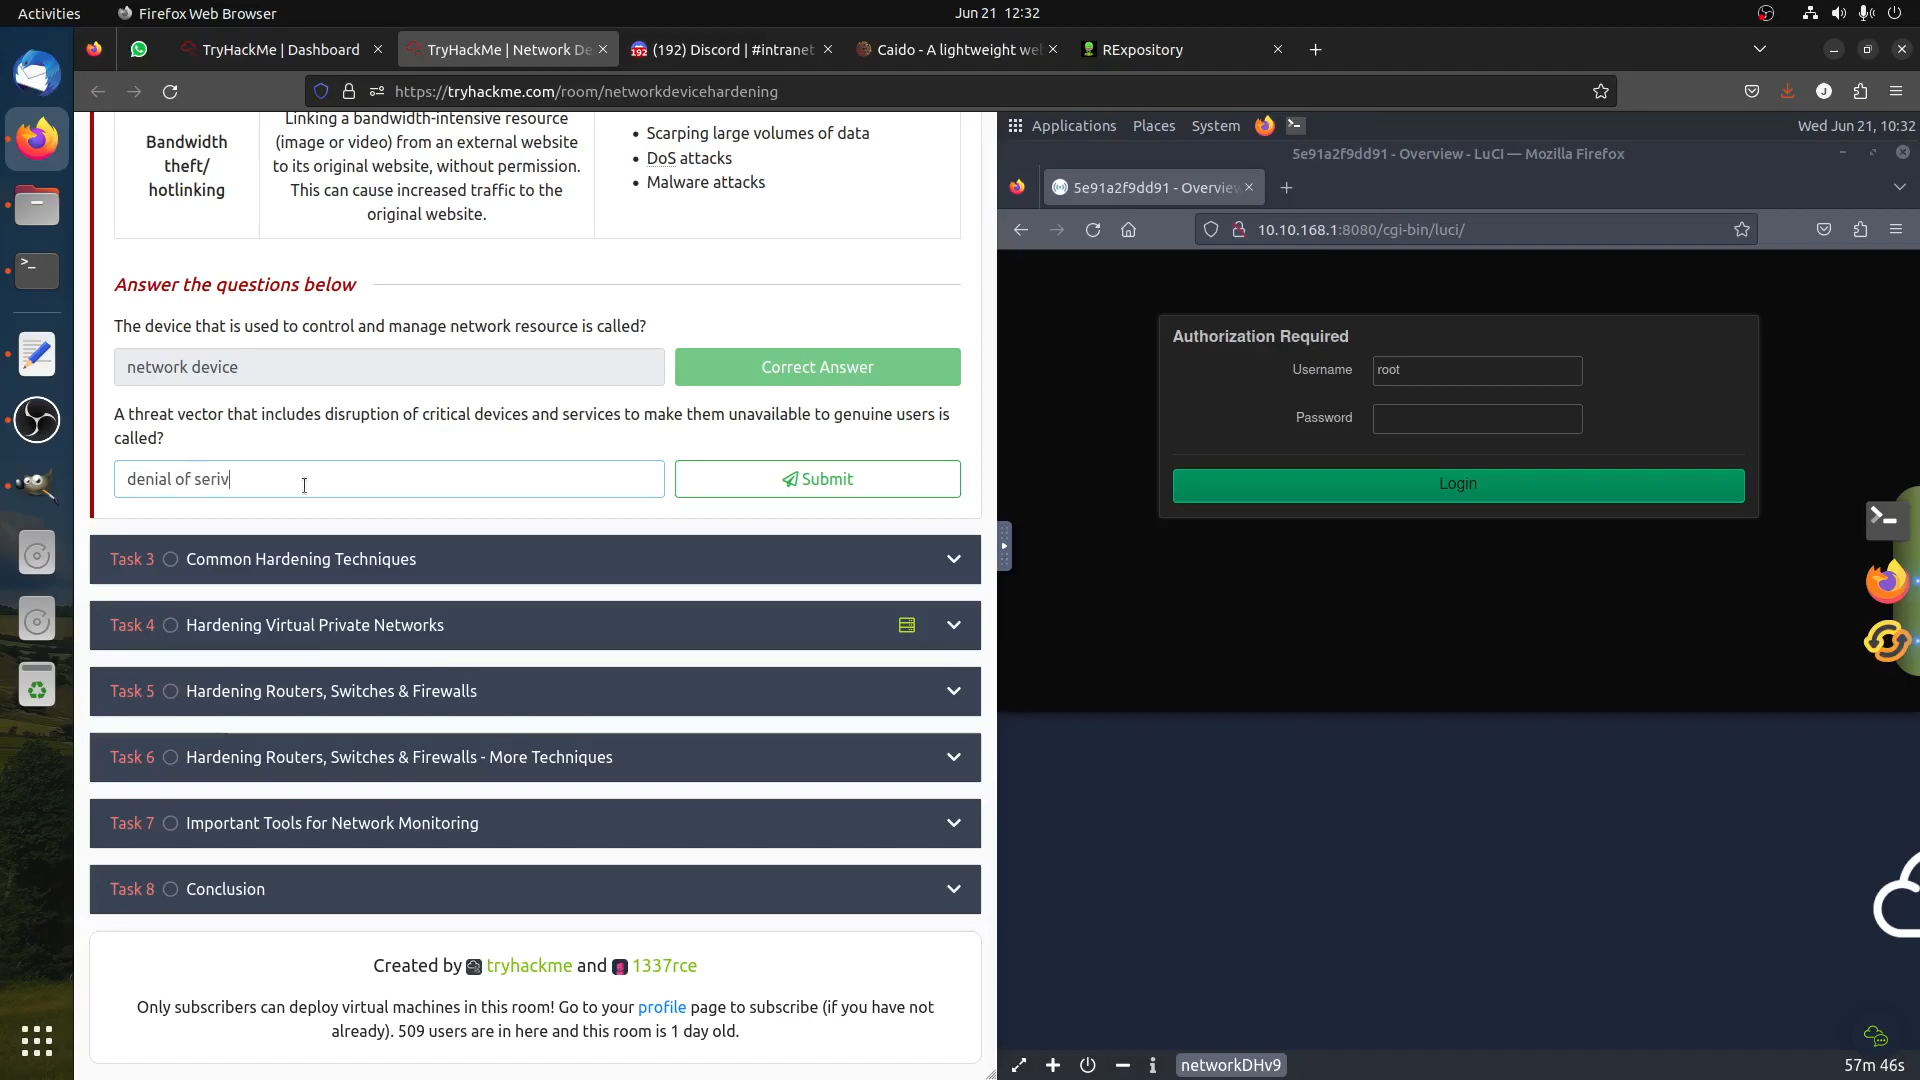 Activities
Firefox Web Browser
Jun 21 12:32
TryHackMe | Dashboard
TryHackMe | Network De
(192) Discord | #intranet
Caido - A lightweight we
RExpository
https://tryhackme.com/room/networkdevicehardening
Bandwidth
theft/
hotlinking
Linking a bandwidth-intensive resource
(image or video) from an external website
to its original website, without permission.
This can cause increased traffic to the
original website.
Scarping large volumes of data
DoS attacks
Malware attacks
Answer the questions below
The device that is used to control and manage network resource is called?
network device
Correct Answer
A threat vector that includes disruption of critical devices and services to make them unavailable to genuine users is
called?
denial of seriv
Submit
Task 3 Common Hardening Techniques
Task 4 Hardening Virtual Private Networks
Task 5 Hardening Routers, Switches & Firewalls
Task 6 Hardening Routers, Switches & Firewalls - More Techniques
Task 7 Important Tools for Network Monitoring
Task 8 Conclusion
Created by tryhackme and 1337rce
Only subscribers can deploy virtual machines in this room! Go to your profile page to subscribe (if you have not
already). 509 users are in here and this room is 1 day old.
Applications Places System
Wed Jun 21, 10:32
5e91a2f9dd91 - Overview - LuCI — Mozilla Firefox
5e91a2f9dd91 - Overview
10.10.168.1:8080/cgi-bin/luci/
Authorization Required
Username root
Password
Login
networkDHv9
57m 46s